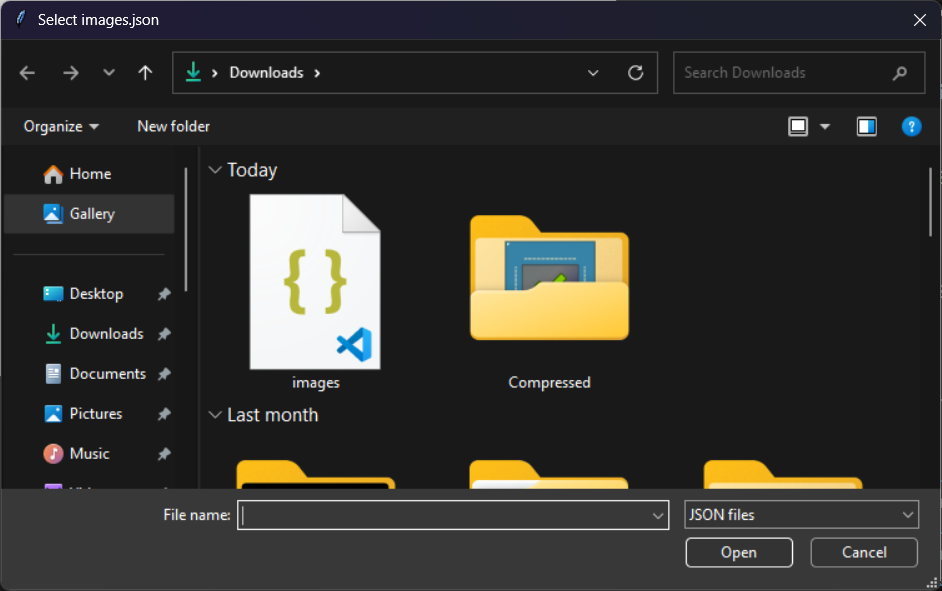 Select images.json
Downloads
Search Downloads
Organize
New folder
Home
Gallery
Desktop
Downloads
Documents
Pictures
Music
Today
images
Compressed
Last month
File name:
JSON files
Open
Cancel